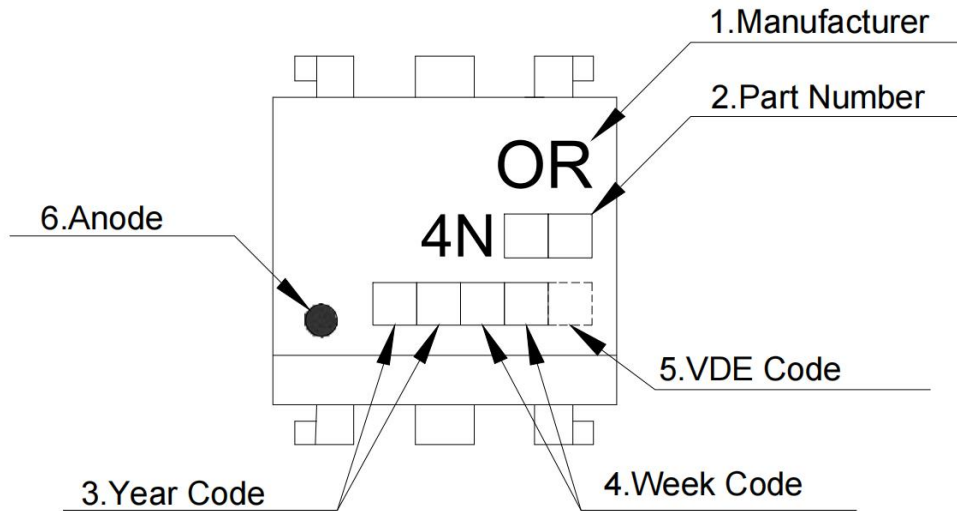 1.Manufacturer
2.Part Number
OR
6.Anode
4N
5.VDE Code
3.Year Code
4.Week Code